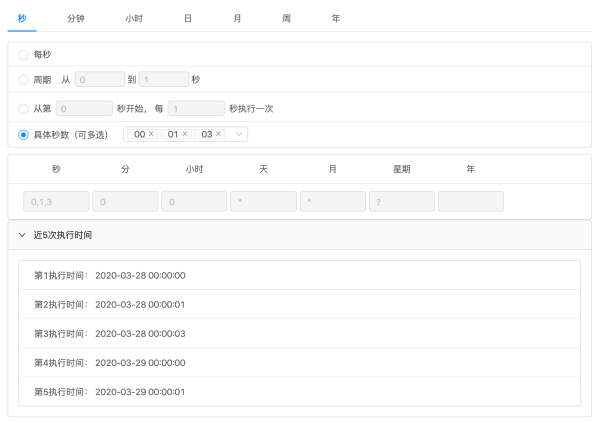 秒 分钟 小时 日 月 周 年
每秒
周期 从 0 到 1 秒
从第 0 秒开始， 每 1 秒执行一次
具体秒数（可多选） 00 × 01 × 03 ×
秒 分 小时 天 月 星期 年
0,1,3 0 0 * * ?
近5次执行时间
第1执行时间： 2020-03-28 00:00:00
第2执行时间： 2020-03-28 00:00:01
第3执行时间： 2020-03-28 00:00:03
第4执行时间： 2020-03-29 00:00:00
第5执行时间： 2020-03-29 00:00:01